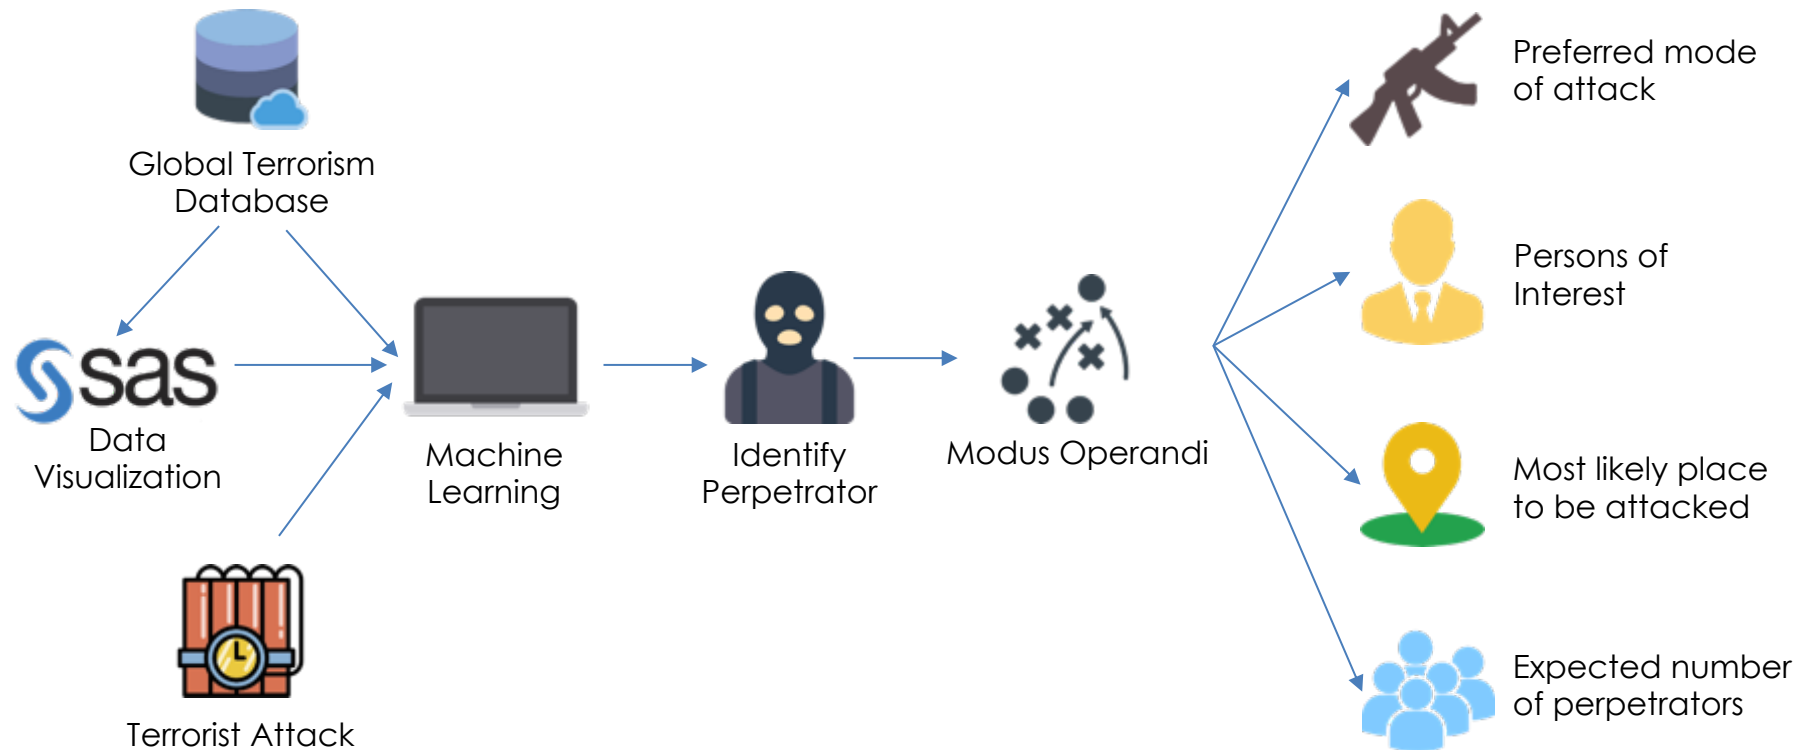 Global Terrorism
Database
sas
Data
Visualization
Terrorist Attack
Machine
Learning
Identify
Perpetrator
Modus Operandi
Preferred mode
of attack
Persons of
Interest
Most likely place
to be attacked
Expected number
of perpetrators